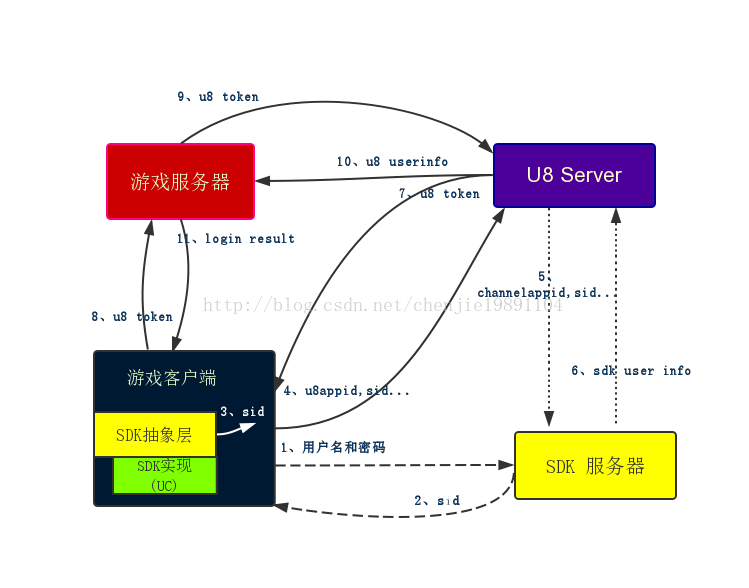 9、u8 token
游戏服务器
10、u8 userinfo
U8 Server
7、u8 token
11、login result
5、
channelappid,sid...
http://blog.csdn.net/chenjie19891104
8、u8 token
游戏客户端
6、sdk user info
4、u8appid,sid...
3、sid
SDK抽象层
1、用户名和密码
SDK实现
(UC)
SDK 服务器
2、sid